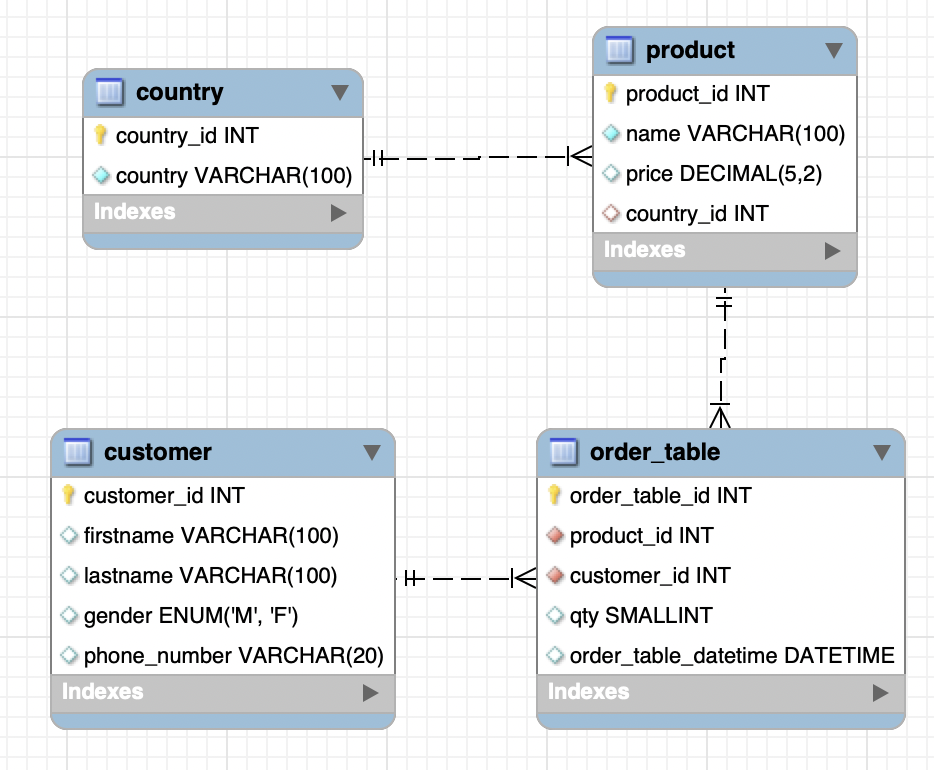 country
country_id INT
country VARCHAR(100)
Indexes
product
product_id INT
name VARCHAR(100)
price DECIMAL(5,2)
country_id INT
Indexes
customer
customer_id INT
firstname VARCHAR(100)
lastname VARCHAR(100)
gender ENUM('M', 'F')
phone_number VARCHAR(20)
Indexes
order_table
order_table_id INT
product_id INT
customer_id INT
qty SMALLINT
order_table_datetime DATETIME
Indexes